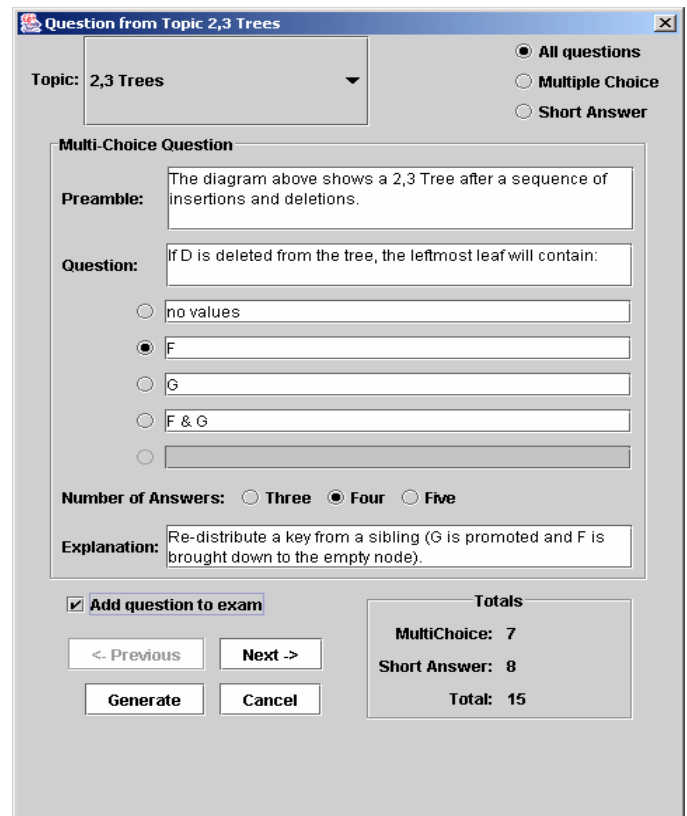 Question from Topic 2,3 Trees
Topic: 2,3 Trees
All questions
Multiple Choice
Short Answer
Multi-Choice Question
Preamble: The diagram above shows a 2,3 Tree after a sequence of
insertions and deletions.
Question: If D is deleted from the tree, the leftmost leaf will contain:
no values
F
G
F & G
Number of Answers: Three Four Five
Explanation: Re-distribute a key from a sibling (G is promoted and F is
brought down to the empty node).
Add question to exam
Totals
MultiChoice: 7
Short Answer: 8
Total: 15
<- Previous Next ->
Generate Cancel